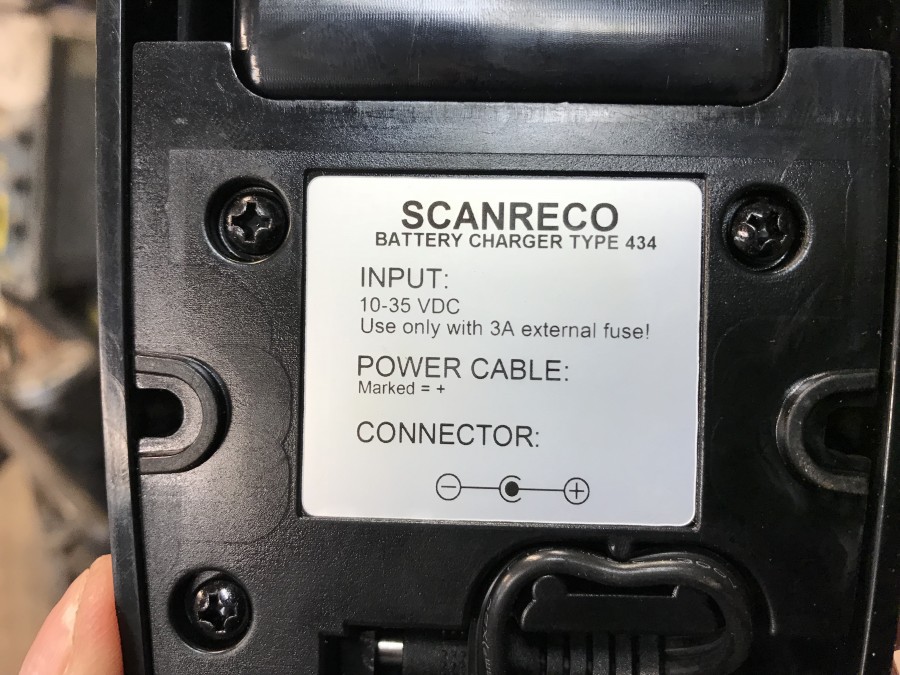 SCANRECO
BATTERY CHARGER TYPE 434
INPUT:
10-35 VDC
Use only with 3A external fuse!
POWER CABLE:
Marked = +
CONNECTOR: